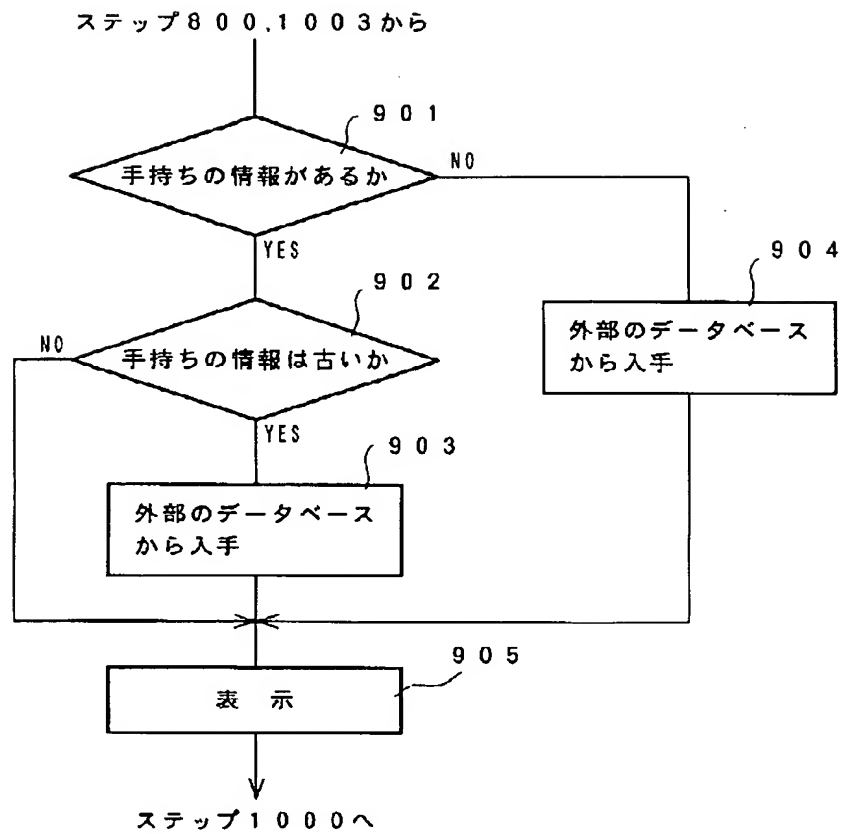 ステップ800,1003から
901
手持ちの情報があるか
NO
YES
904
902
外部のデータベース
から入手
NO
手持ちの情報は古いか
YES
903
外部のデータベース
から入手
905
表 示
ステップ1000へ